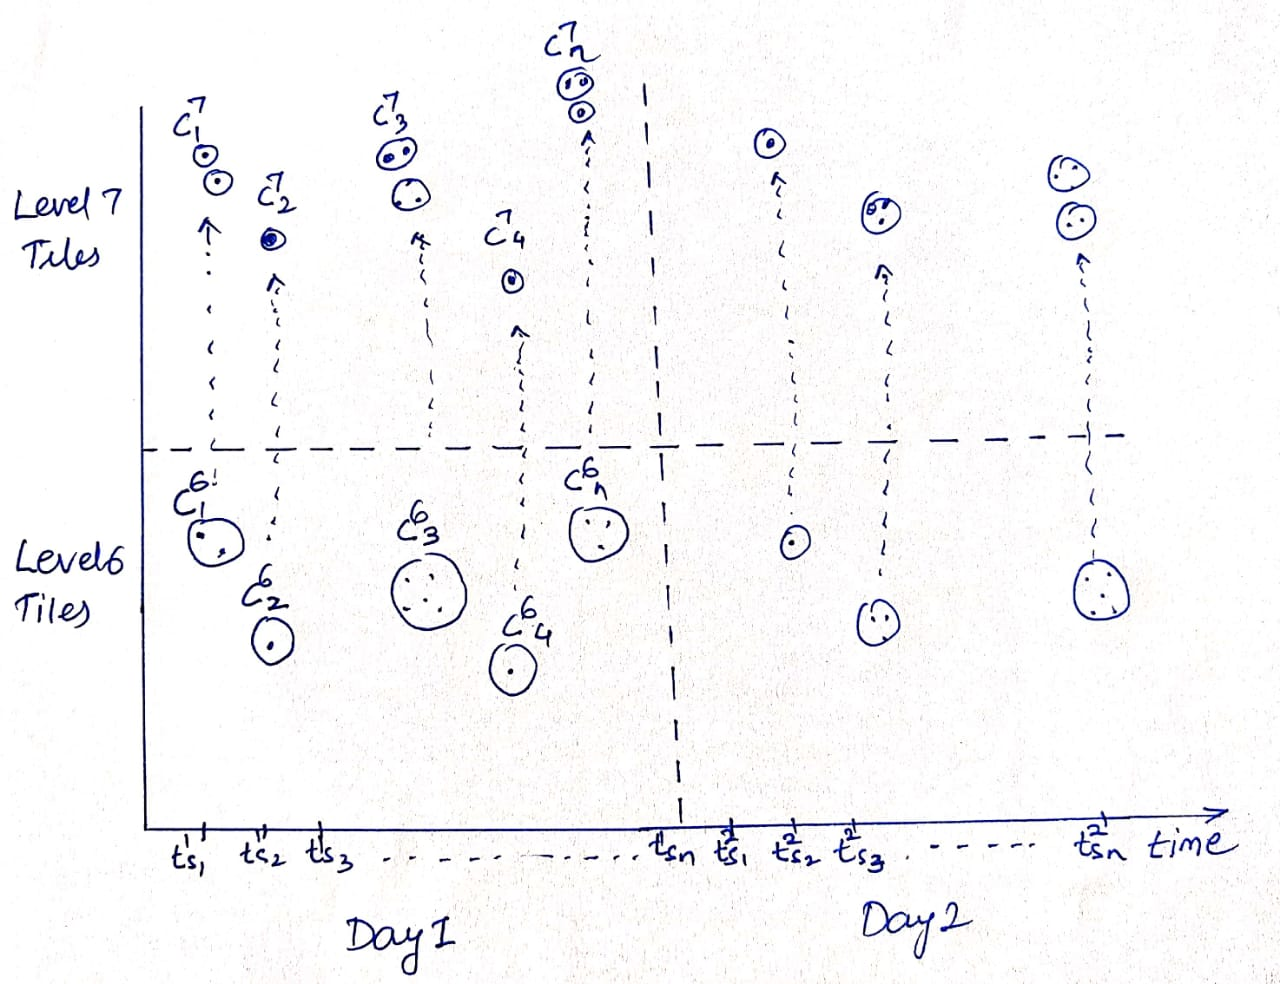 C₁⁷
C₂⁷
C₃⁷
C₄⁷
Cₙ⁷
Level 7
Tiles
C₁⁶
C₂⁶
C₃⁶
C₄⁶
Cₙ⁶
Level6
Tiles
ts₁¹ ts₂¹ ts₃¹ tsₙ¹ ts₁² ts₂² ts₃² tsₙ² time
Day 1
Day 2